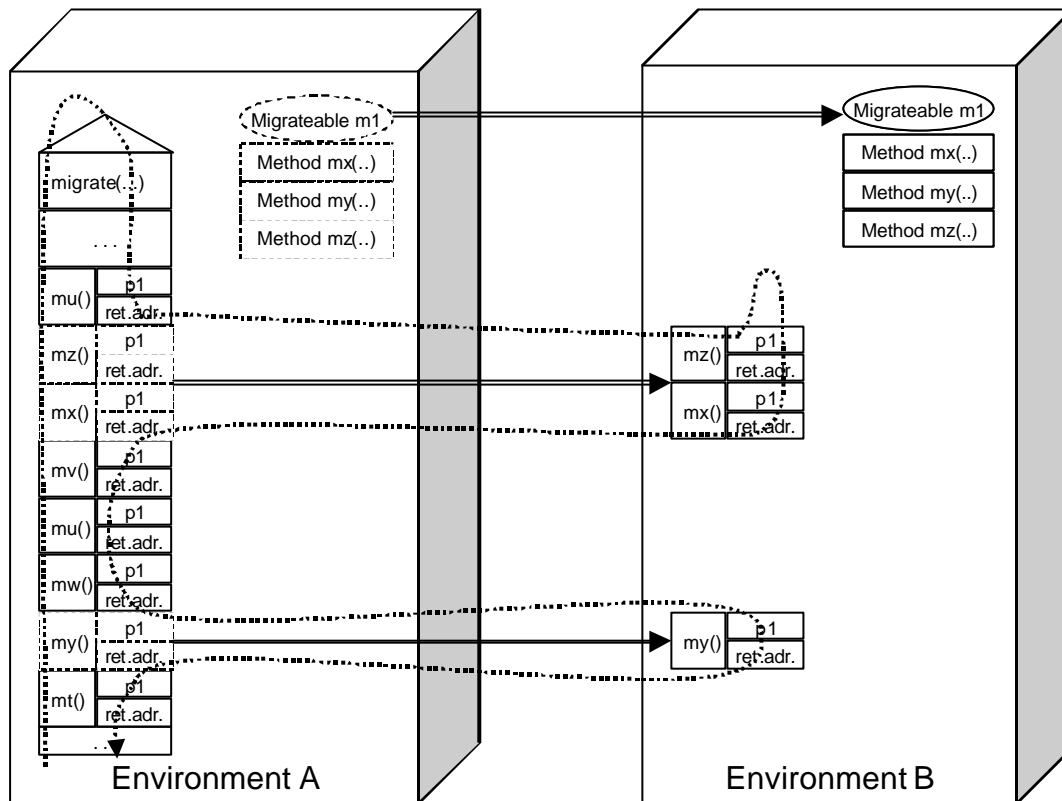 Migrateable m1
Method mx(..)
Method my(..)
Method mz(..)
migrate(...)
. . .
mu()
p1
ret.adr.
mz()
p1
ret.adr.
mx()
p1
ret.adr.
mv()
p1
ret.adr.
mu()
p1
ret.adr.
mw()
p1
ret.adr.
my()
p1
ret.adr.
mt()
p1
ret.adr.
. . .
Environment A
Migrateable m1
Method mx(..)
Method my(..)
Method mz(..)
mz()
p1
ret.adr.
mx()
p1
ret.adr.
my()
p1
ret.adr.
Environment B